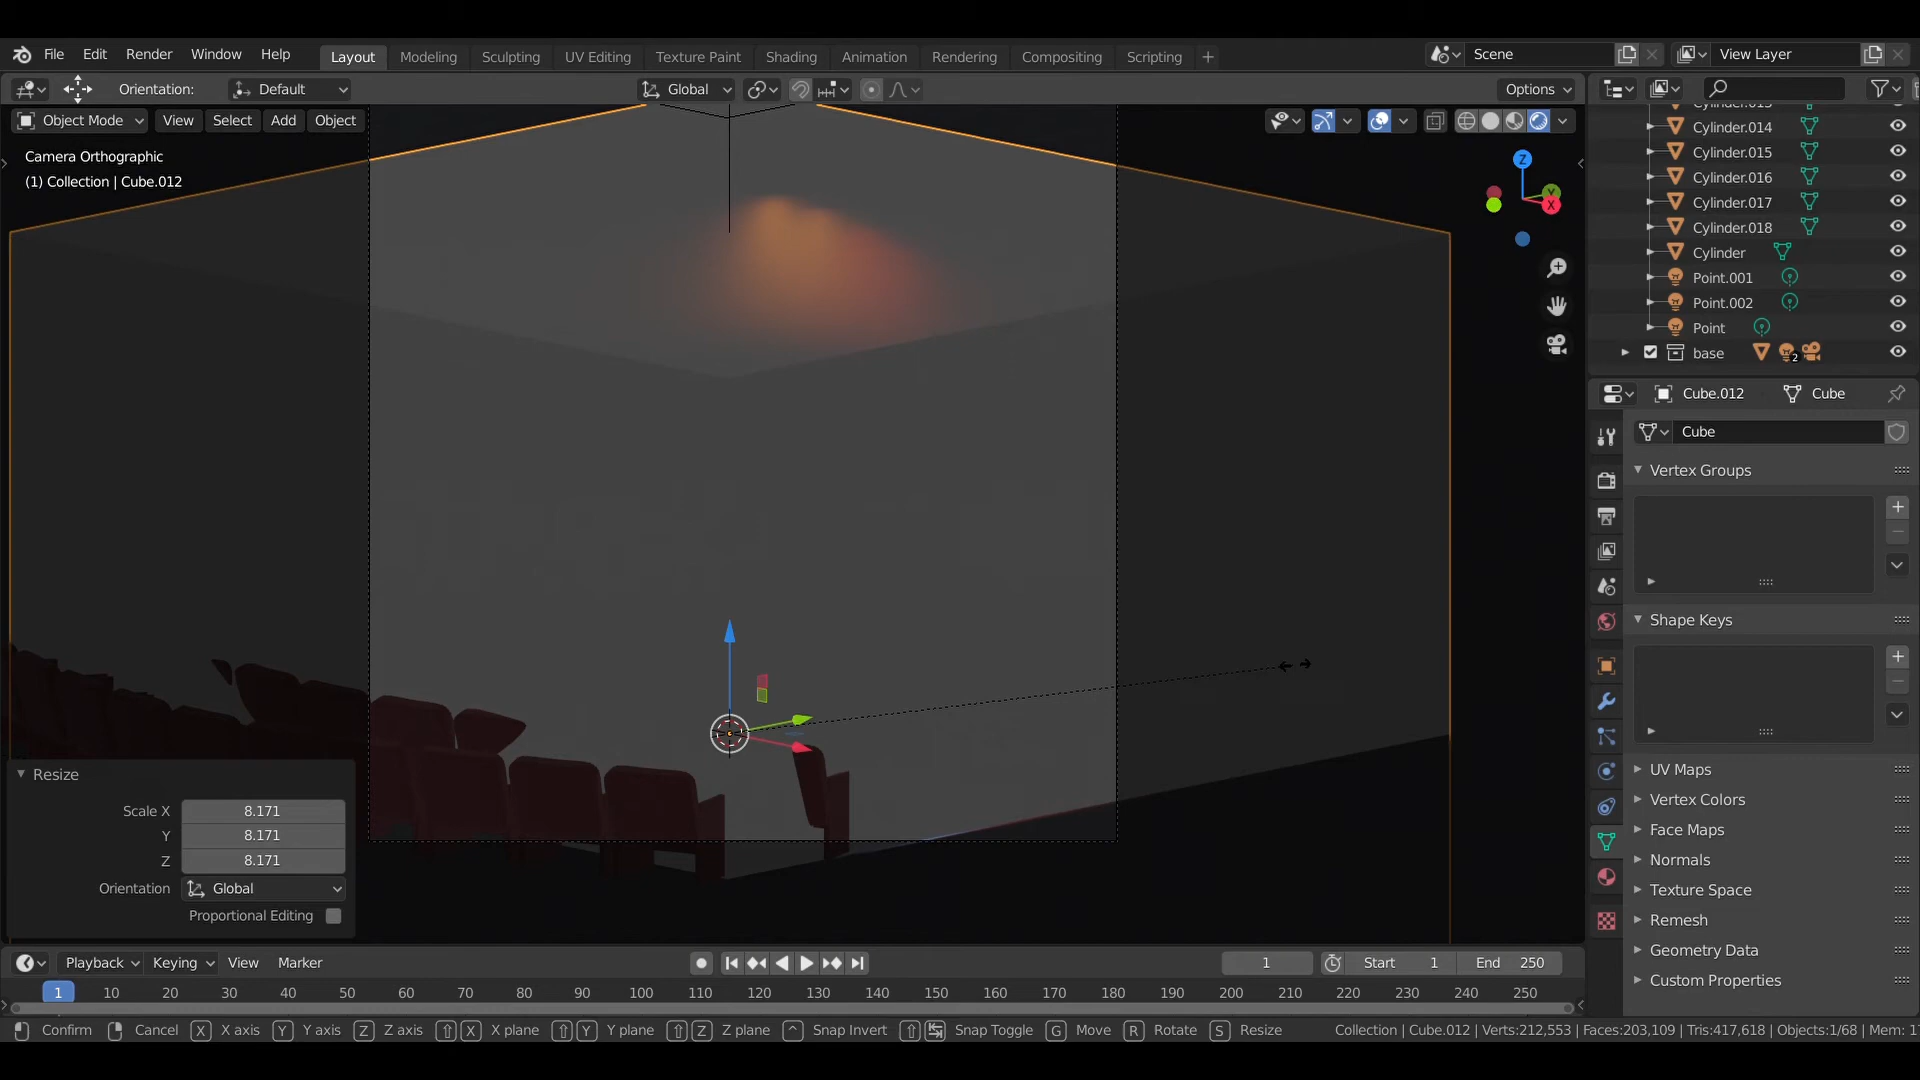 File Edit Render Window Help Layout Modeling Sculpting UV Editing Texture Paint Shading Animation Rendering Compositing Scripting + Scene View Layer
Orientation: Default Global Options
Object Mode View Select Add Object
Camera Orthographic
(1) Collection | Cube.012
Z
Y
X
Cylinder.014
Cylinder.015
Cylinder.016
Cylinder.017
Cylinder.018
Cylinder
Point.001
Point.002
Point
base 2
Cube.012 Cube
Cube
Vertex Groups
Shape Keys
UV Maps
Vertex Colors
Face Maps
Normals
Texture Space
Remesh
Geometry Data
Custom Properties
Resize
Scale X 8.171
Y 8.171
Z 8.171
Orientation Global
Proportional Editing
Playback Keying View Marker 1 Start 1 End 250
1 10 20 30 40 50 60 70 80 90 100 110 120 130 140 150 160 170 180 190 200 210 220 230 240 250
Confirm Cancel X X axis Y Y axis Z Z axis X X plane Y Y plane Z Z plane ^ Snap Invert Snap Toggle G Move R Rotate S Resize Collection | Cube.012 | Verts:212,553 | Faces:203,109 | Tris:417,618 | Objects:1/68 | Mem: